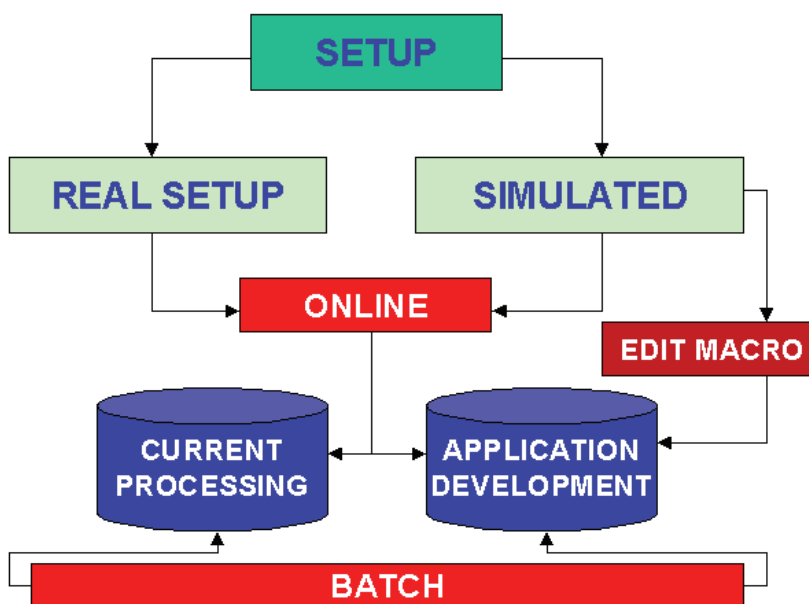 SETUP
REAL SETUP
SIMULATED
ONLINE
EDIT MACRO
CURRENT
PROCESSING
APPLICATION
DEVELOPMENT
BATCH